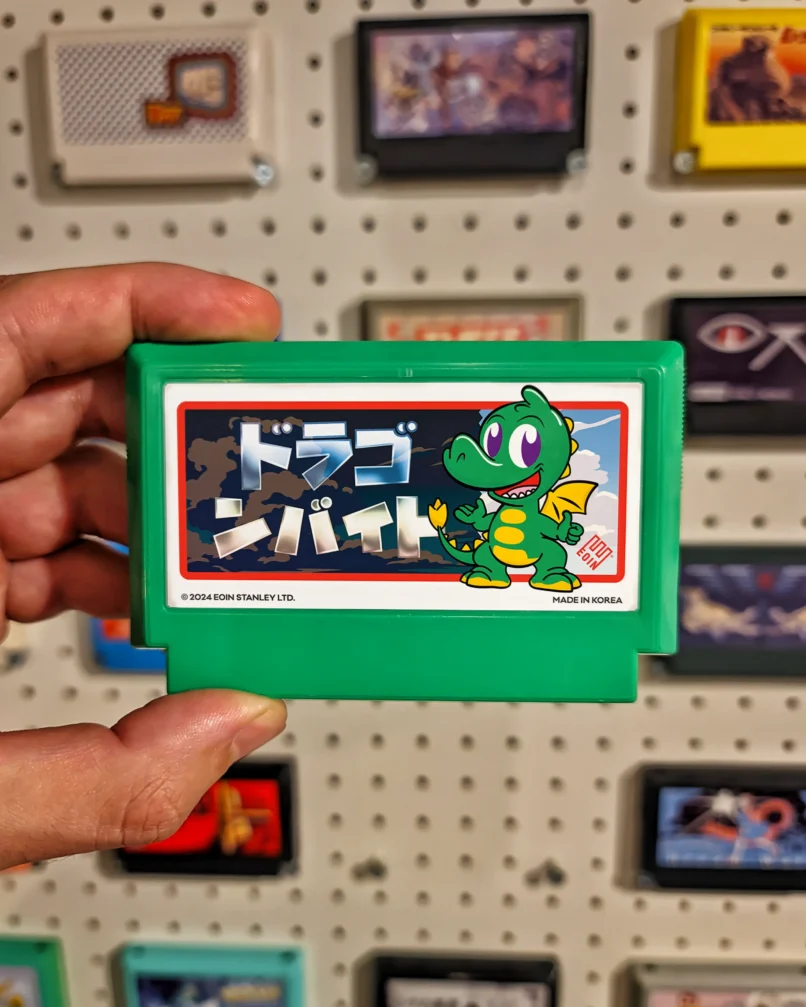 ドラゴ
ンバイト
EOIN
© 2024 EOIN STANLEY LTD.
MADE IN KOREA